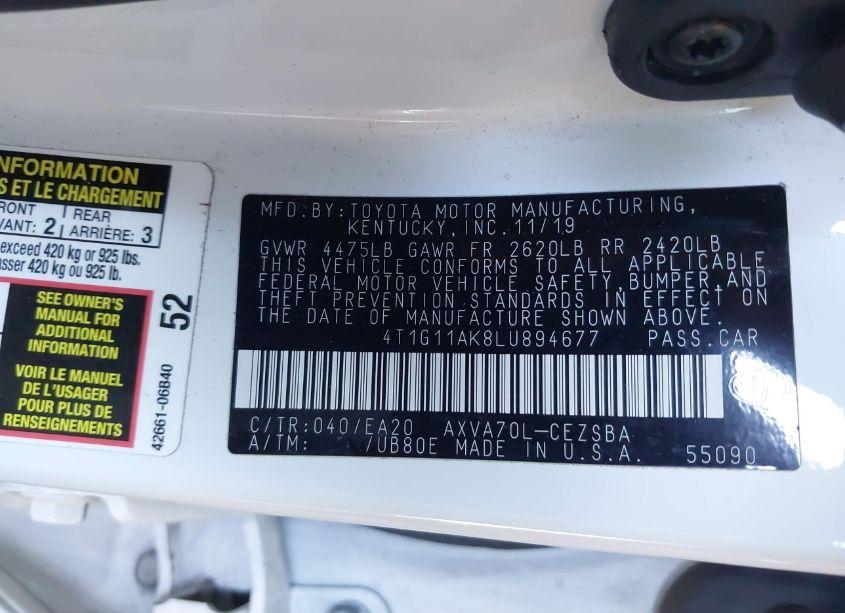 INFORMATION
S ET LE CHARGEMENT
FRONT
VANT: 2
REAR
ARRIÈRE: 3
exceed 420 kg or 925 lbs.
asser 420 kg ou 925 lb.
SEE OWNER'S
MANUAL FOR
ADDITIONAL
INFORMATION
VOIR LE MANUEL
DE L'USAGER
POUR PLUS DE
RENSEIGNEMENTS
52
42661-06B40
MFD.BY:TOYOTA MOTOR MANUFACTURING,
KENTUCKY,INC.11/19
GVWR 4475LB GAWR FR 2620LB RR 2420LB
THIS VEHICLE CONFORMS TO ALL APPLICABLE
FEDERAL MOTOR VEHICLE SAFETY,BUMPER,AND
THEFT PREVENTION STANDARDS IN EFFECT ON
THE DATE OF MANUFACTURE SHOWN ABOVE.
4T1G11AK8LU894677 PASS.CAR
C/TR:040/EA20 AXVA70L-CEZSBA
A/TM: /UB80E MADE IN U.S.A. 55090